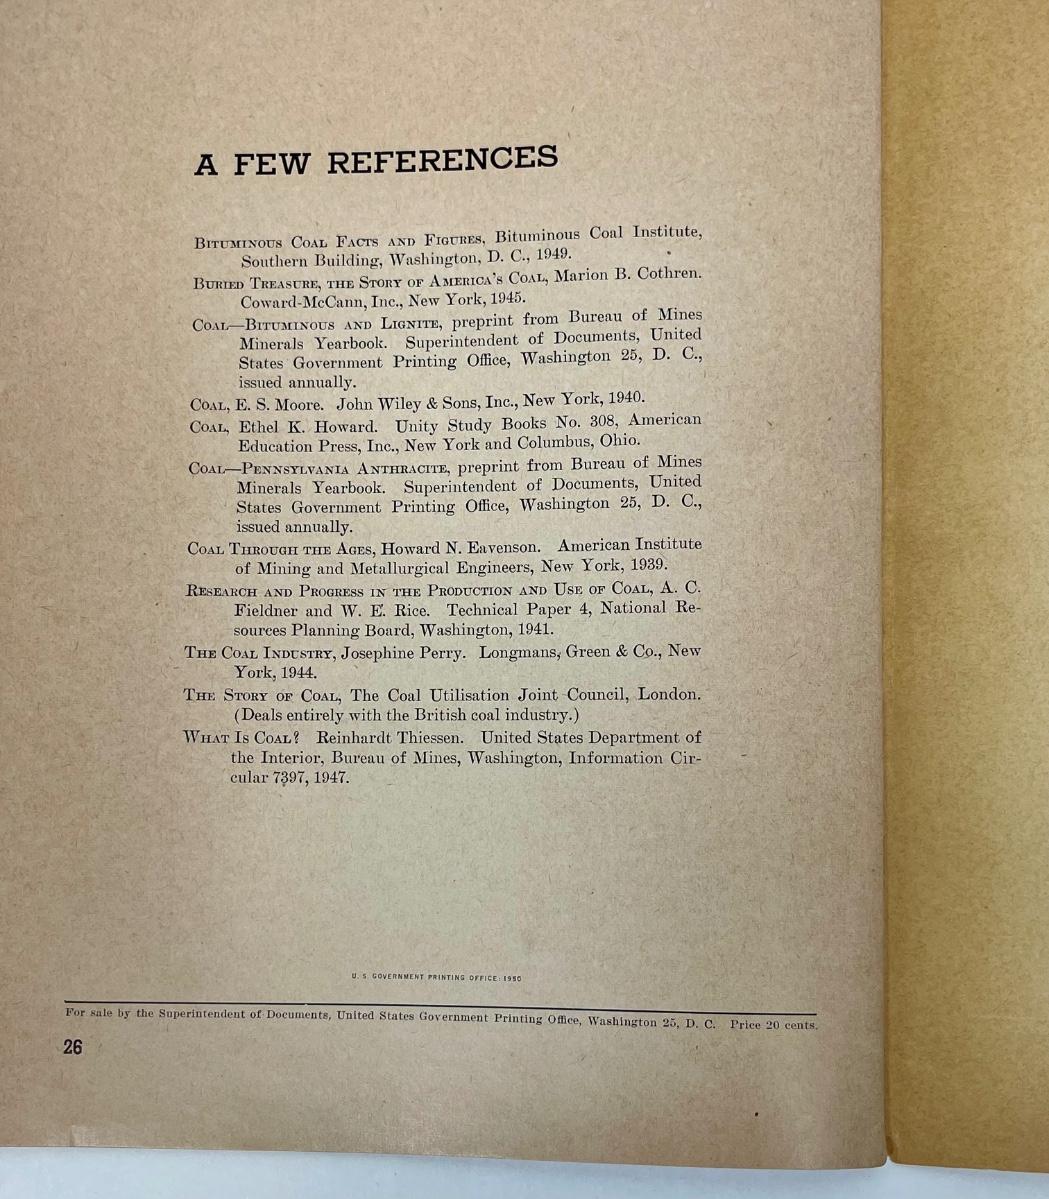 A FEW REFERENCES
Bituminous Coal Facts and Figures, Bituminous Coal Institute,
Southern Building, Washington, D. C., 1949.
Buried Treasure, the Story of America's Coal, Marion B. Cothren.
Coward-McCann, Inc., New York, 1945.
Coal—Bituminous and Lignite, preprint from Bureau of Mines
Minerals Yearbook. Superintendent of Documents, United
States Government Printing Office, Washington 25, D. C.,
issued annually.
Coal, E. S. Moore. John Wiley & Sons, Inc., New York, 1940.
Coal, Ethel K. Howard. Unity Study Books No. 308, American
Education Press, Inc., New York and Columbus, Ohio.
Coal—Pennsylvania Anthracite, preprint from Bureau of Mines
Minerals Yearbook. Superintendent of Documents, United
States Government Printing Office, Washington 25, D. C.,
issued annually.
Coal Through the Ages, Howard N. Eavenson. American Institute
of Mining and Metallurgical Engineers, New York, 1939.
Research and Progress in the Production and Use of Coal, A. C.
Fieldner and W. E. Rice. Technical Paper 4, National Re-
sources Planning Board, Washington, 1941.
The Coal Industry, Josephine Perry. Longmans, Green & Co., New
York, 1944.
The Story of Coal, The Coal Utilisation Joint Council, London.
(Deals entirely with the British coal industry.)
What Is Coal? Reinhardt Thiessen. United States Department of
the Interior, Bureau of Mines, Washington, Information Cir-
cular 7397, 1947.
U. S. GOVERNMENT PRINTING OFFICE: 1950
For sale by the Superintendent of Documents, United States Government Printing Office, Washington 25, D. C. Price 20 cents.
26